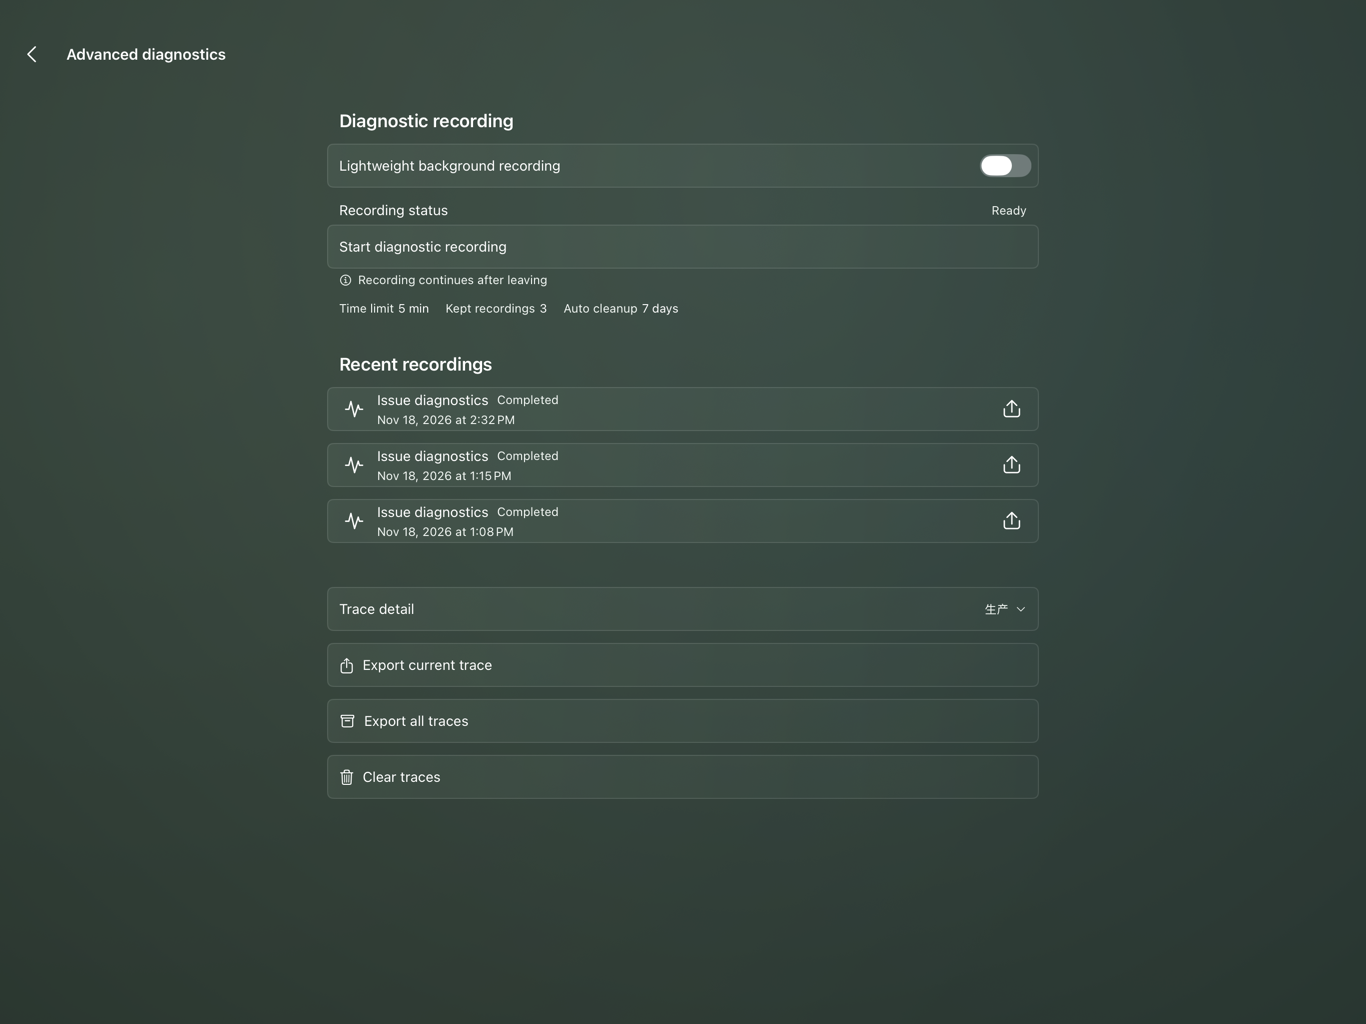 Advanced diagnostics
Diagnostic recording
Lightweight background recording
Recording status Ready
Start diagnostic recording
Recording continues after leaving
Time limit 5 min Kept recordings 3 Auto cleanup 7 days
Recent recordings
Issue diagnostics Completed
Nov 18, 2026 at 2:32 PM
Issue diagnostics Completed
Nov 18, 2026 at 1:15 PM
Issue diagnostics Completed
Nov 18, 2026 at 1:08 PM
Trace detail 生产
Export current trace
Export all traces
Clear traces